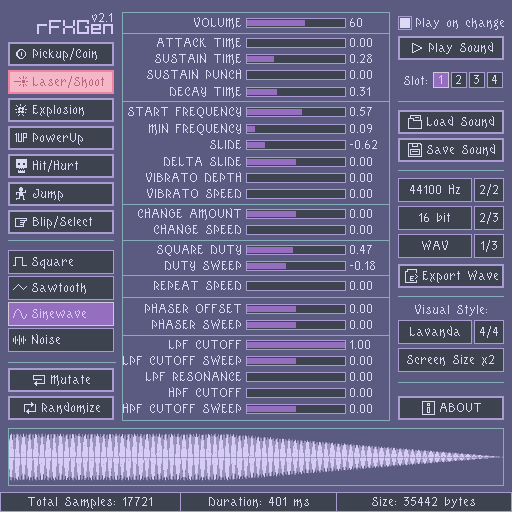 rFXGen v2.1
Pickup/Coin
Laser/Shoot
Explosion
PowerUp
Hit/Hurt
Jump
Blip/Select
Square
Sawtooth
Sinewave
Noise
Mutate
Randomize
VOLUME 60
ATTACK TIME 0.00
SUSTAIN TIME 0.28
SUSTAIN PUNCH 0.00
DECAY TIME 0.31
START FREQUENCY 0.57
MIN FREQUENCY 0.09
SLIDE -0.62
DELTA SLIDE 0.00
VIBRATO DEPTH 0.00
VIBRATO SPEED 0.00
CHANGE AMOUNT 0.00
CHANGE SPEED 0.00
SQUARE DUTY 0.47
DUTY SWEEP -0.18
REPEAT SPEED 0.00
PHASER OFFSET 0.00
PHASER SWEEP 0.00
LPF CUTOFF 1.00
LPF CUTOFF SWEEP 0.00
LPF RESONANCE 0.00
HPF CUTOFF 0.00
HPF CUTOFF SWEEP 0.00
Play on change
Play Sound
Slot: 1 2 3 4
Load Sound
Save Sound
44100 Hz 2/2
16 bit 2/3
WAV 1/3
Export Wave
Visual Style:
Lavanda 4/4
Screen Size x2
ABOUT
Total Samples: 17721
Duration: 401 ms
Size: 35442 bytes